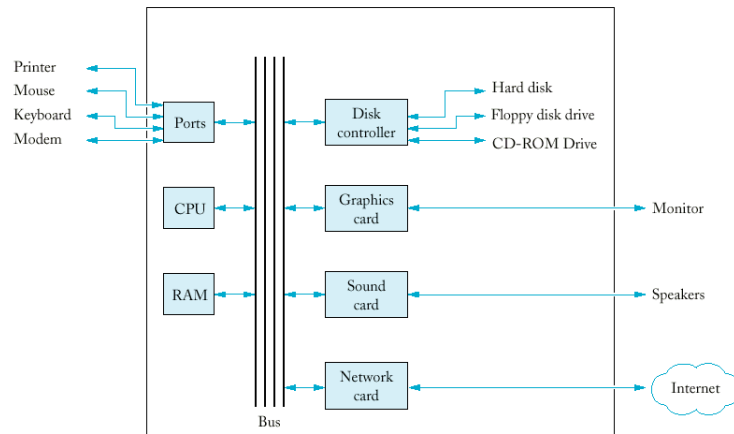 Printer
Mouse
Keyboard
Modem
Ports
CPU
RAM
Bus
Disk
controller
Graphics
card
Sound
card
Network
card
Hard disk
Floppy disk drive
CD-ROM Drive
Monitor
Speakers
Internet